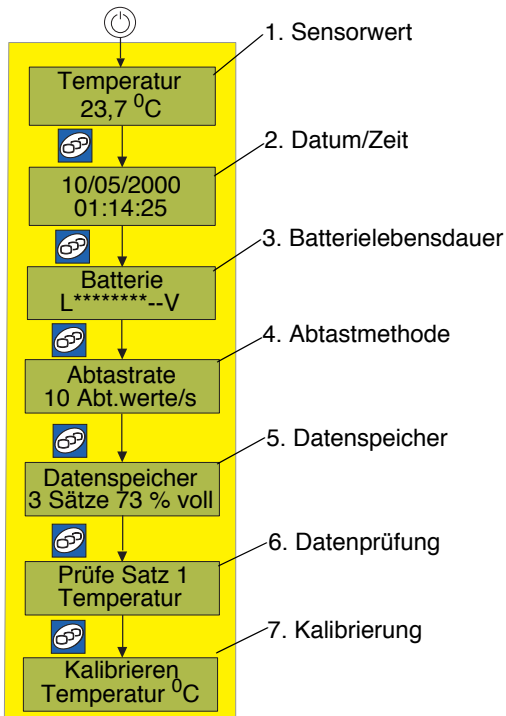 1. Sensorwert
Temperatur
23,7 ⁰C
2. Datum/Zeit
10/05/2000
01:14:25
3. Batterielebensdauer
Batterie
L********--V
4. Abtastmethode
Abtastrate
10 Abt.werte/s
5. Datenspeicher
Datenspeicher
3 Sätze 73 % voll
6. Datenprüfung
Prüfe Satz 1
Temperatur
7. Kalibrierung
Kalibrieren
Temperatur ⁰C